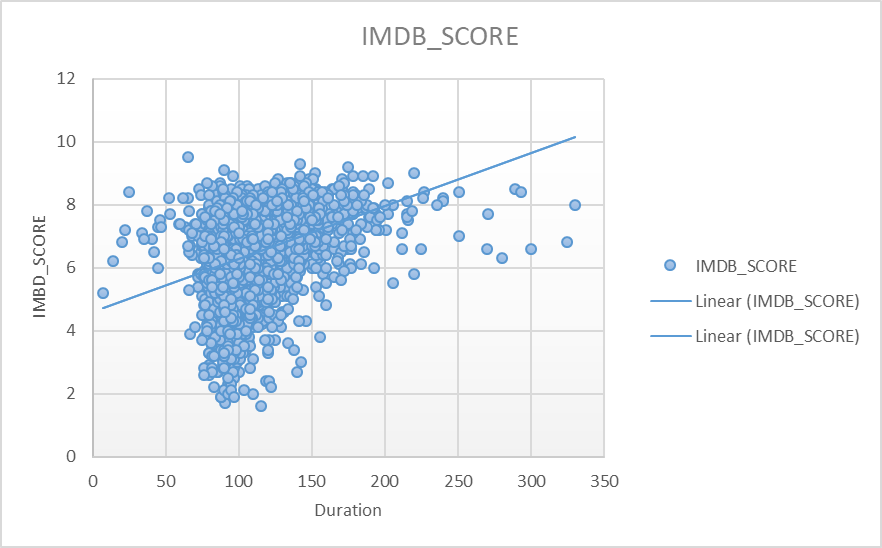 IMDB_SCORE
12
10
8
6
4
2
0
IMBD_SCORE
0 50 100 150 200 250 300 350
Duration
IMDB_SCORE
Linear (IMDB_SCORE)
Linear (IMDB_SCORE)